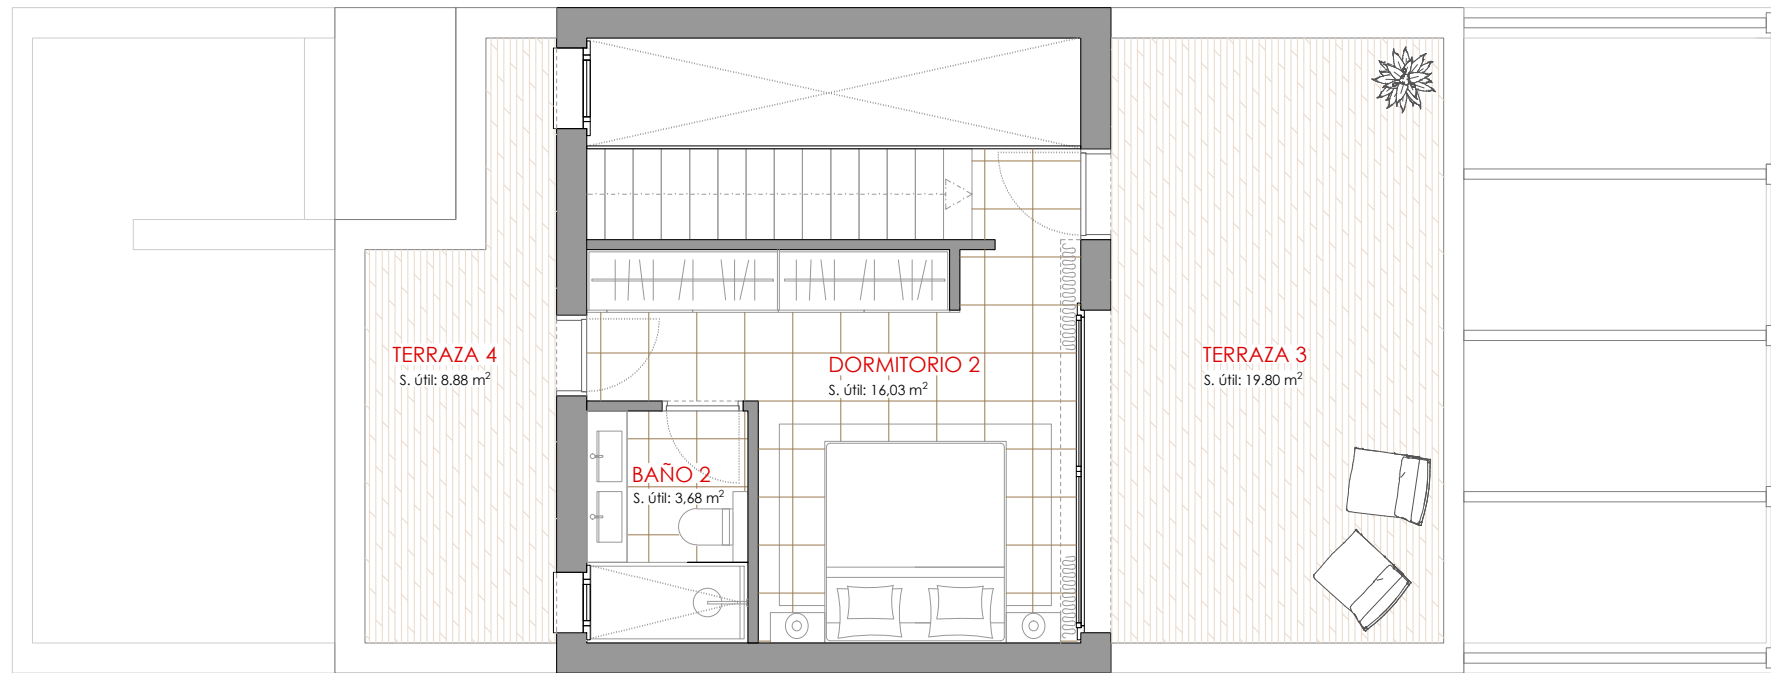 TERRAZA 4
S. útil: 8.88 m²
DORMITORIO 2
S. útil: 16,03 m²
TERRAZA 3
S. útil: 19.80 m²
BAÑO 2
S. útil: 3,68 m²